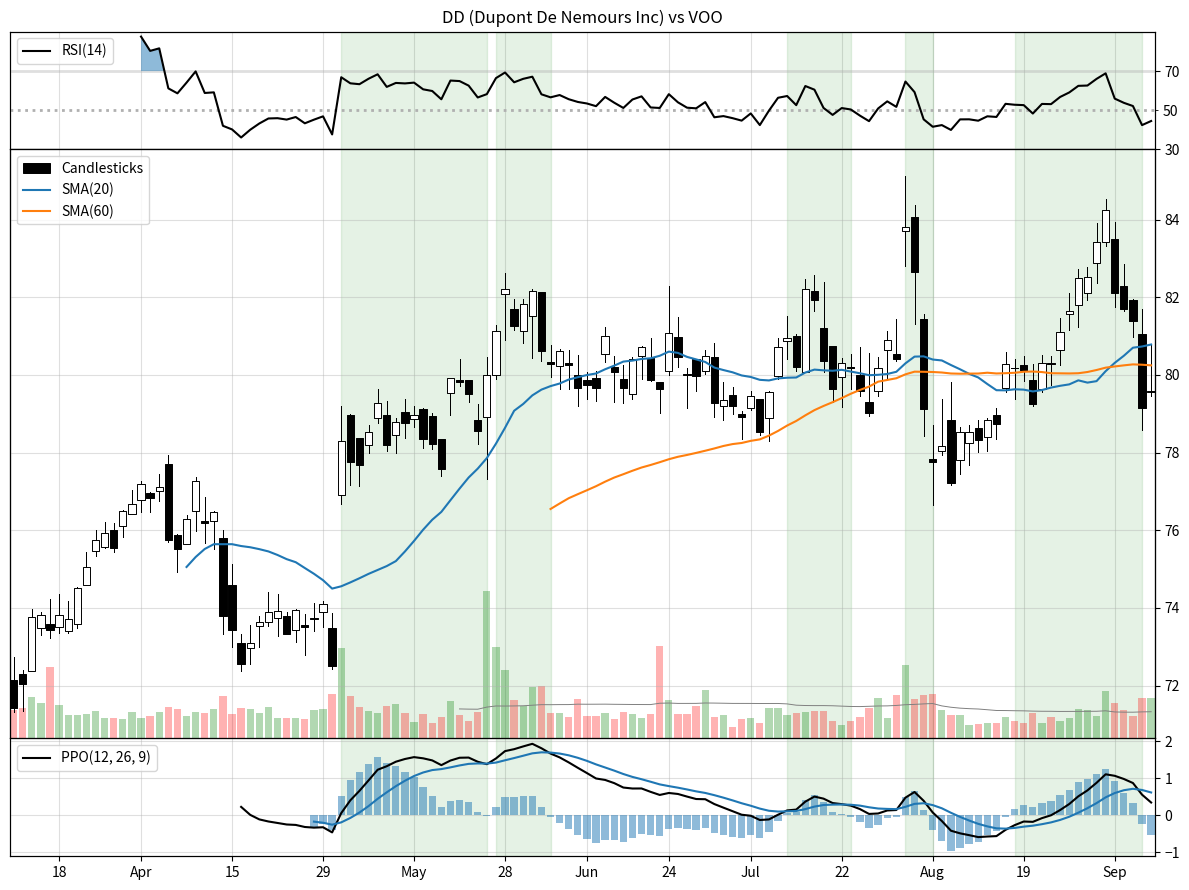 DD (Dupont De Nemours Inc) vs VOO
RSI(14)
70
50
30
Candlesticks
SMA(20)
SMA(60)
84
82
80
78
76
74
72
PPO(12, 26, 9)
2
1
0
−1
18 Apr 15 29 May 28 Jun 24 Jul 22 Aug 19 Sep